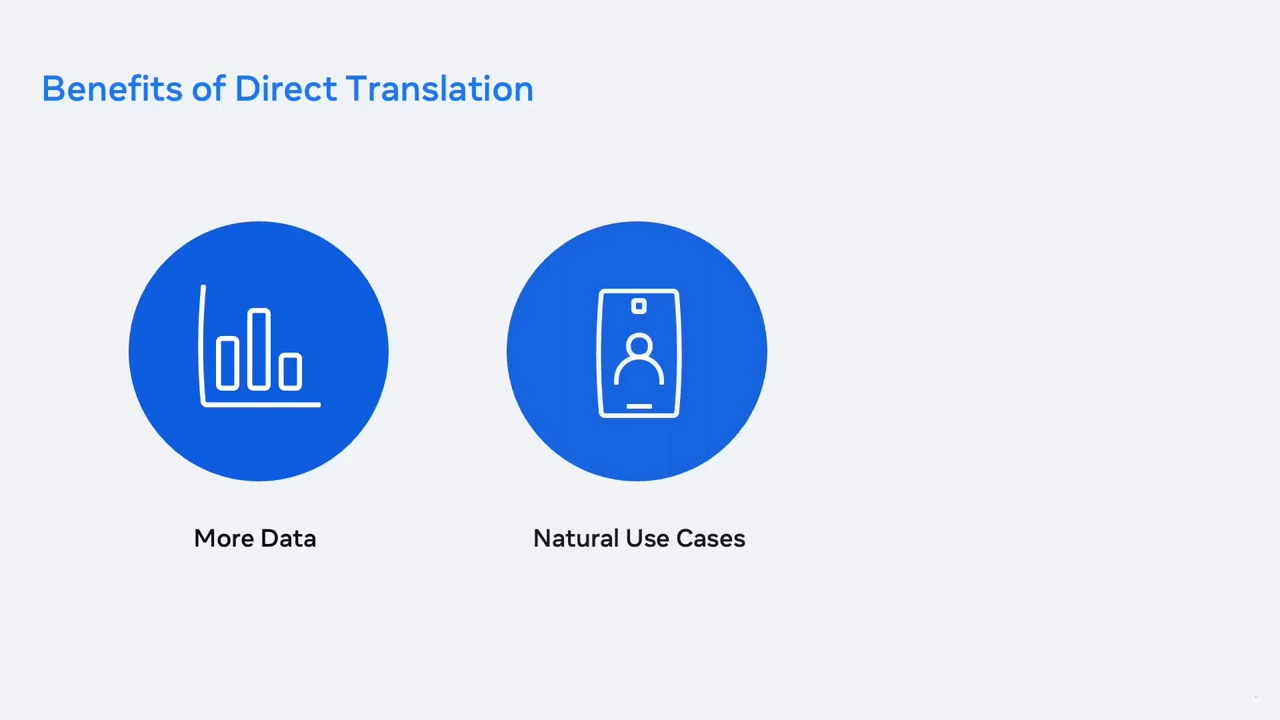 Benefits of Direct Translation
More Data
Natural Use Cases